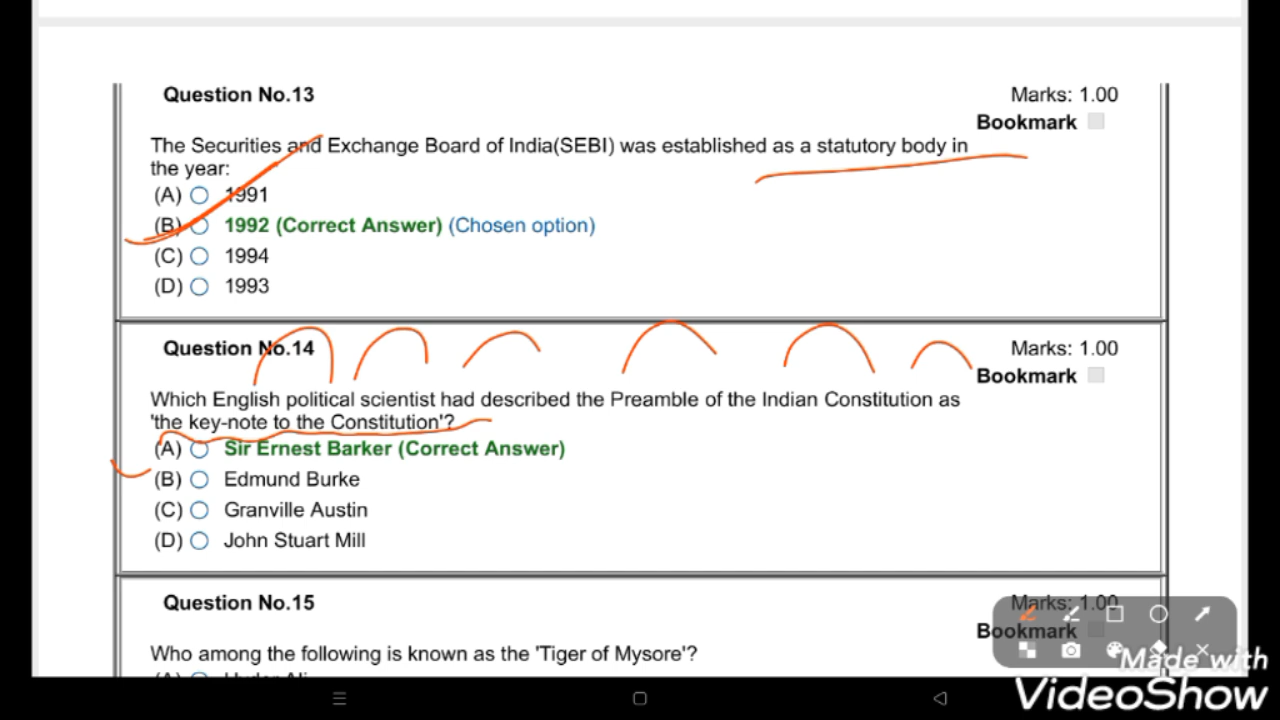 Question No.13
Marks: 1.00
Bookmark
The Securities and Exchange Board of India(SEBI) was established as a statutory body in
the year:
(A) 1991
(B) 1992 (Correct Answer) (Chosen option)
(C) 1994
(D) 1993
Question No.14
Marks: 1.00
Bookmark
Which English political scientist had described the Preamble of the Indian Constitution as
'the key-note to the Constitution'?
(A) Sir Ernest Barker (Correct Answer)
(B) Edmund Burke
(C) Granville Austin
(D) John Stuart Mill
Question No.15
Marks: 1.00
Bookmark
Who among the following is known as the 'Tiger of Mysore'?
Made with
VideoShow